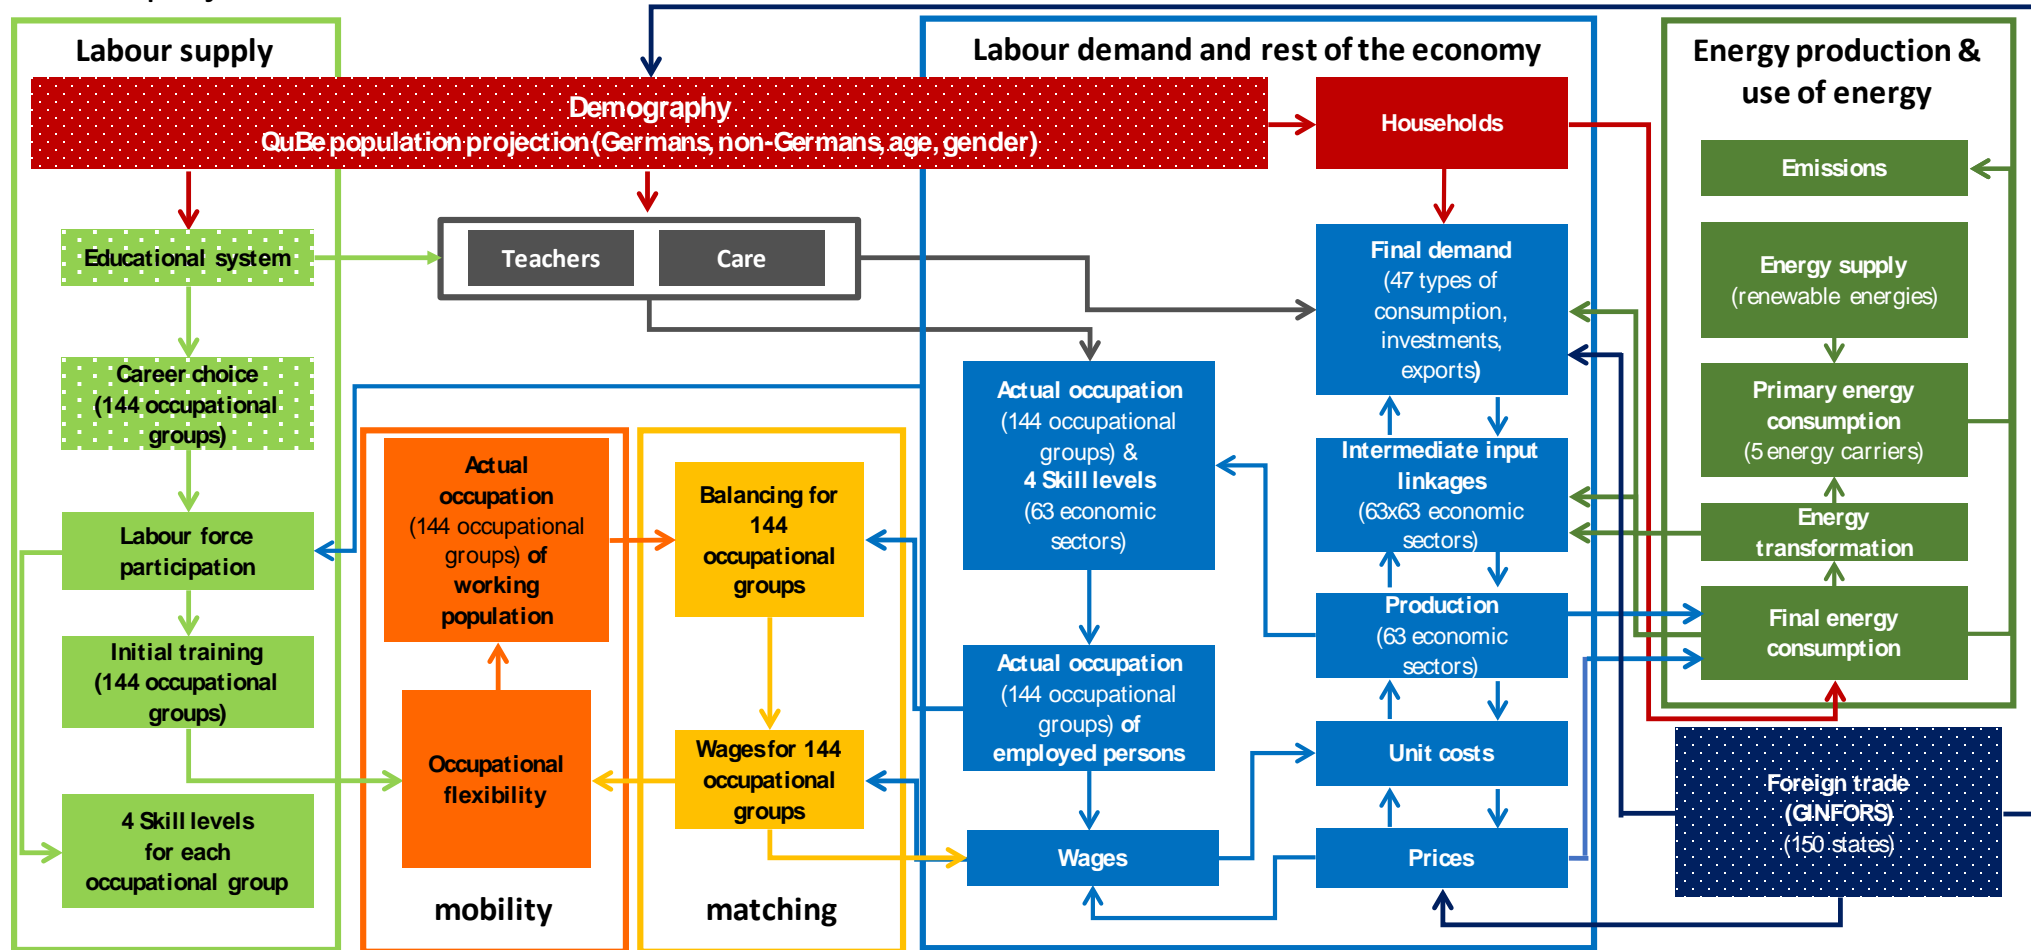 Labour supply
Labour demand and rest of the economy
Energy production &
use of energy
Demography
QuBe population projection (Germans, non-Germans, age, gender)
Households
Emissions
Educational system
Teachers
Care
Final demand
(47 types of
consumption,
investments,
exports)
Energy supply
(renewable energies)
Career choice
(144 occupational
groups)
Actual occupation
(144 occupational
groups) &
4 Skill levels
(63 economic
sectors)
Primary energy
consumption
(5 energy carriers)
Actual
occupation
(144 occupational
groups) of
working
population
Balancing for
144
occupational
groups
Intermediate input
linkages
(63x63 economic
sectors)
Energy
transformation
Labour force
participation
Production
(63 economic
sectors)
Final energy
consumption
Initial training
(144 occupational
groups)
Actual occupation
(144 occupational
groups) of
employed persons
Occupational
flexibility
Wages for 144
occupational
groups
Unit costs
Foreign trade
(GINFORS)
(150 states)
4 Skill levels
for each
occupational group
Wages
Prices
mobility
matching